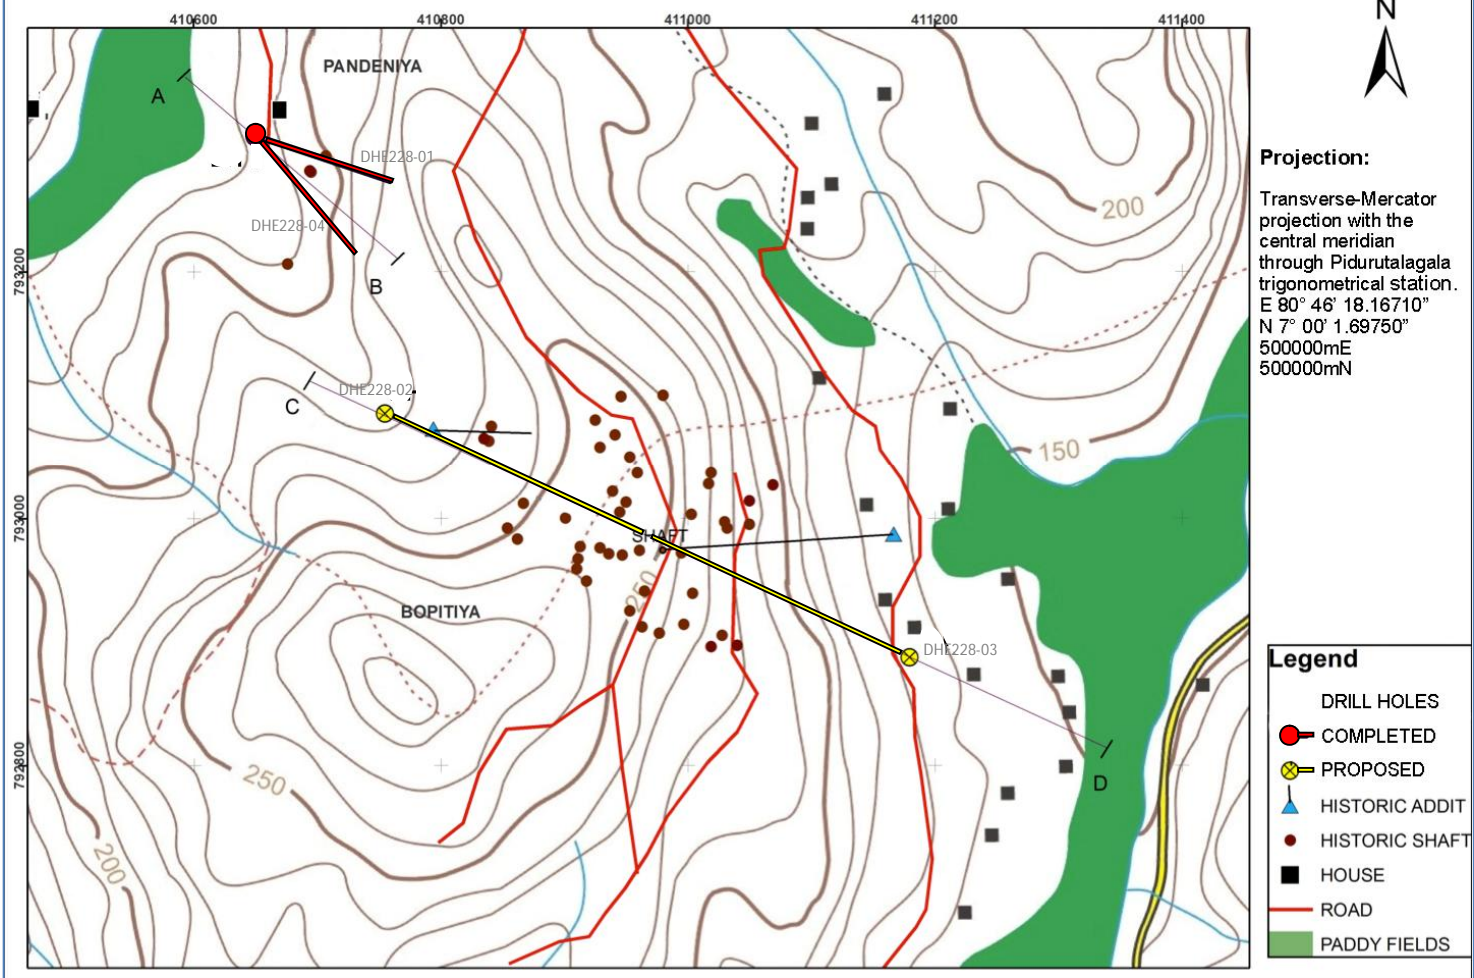 410600
410800
411000
411200
411400
N
PANDENIYA
A
DHE228-01
DHE228-04
B
200
793200
Projection:
Transverse-Mercator
projection with the
central meridian
through Pidurutalagala
trigonometrical station.
E 80° 46' 18.16710"
N 7° 00' 1.69750"
500000mE
500000mN
DHE228-02
C
150
793000
SHAFT
250
BOPITIYA
DHE228-03
792800
250
D
200
Legend
DRILL HOLES
COMPLETED
PROPOSED
HISTORIC ADDIT
HISTORIC SHAFT
HOUSE
ROAD
PADDY FIELDS